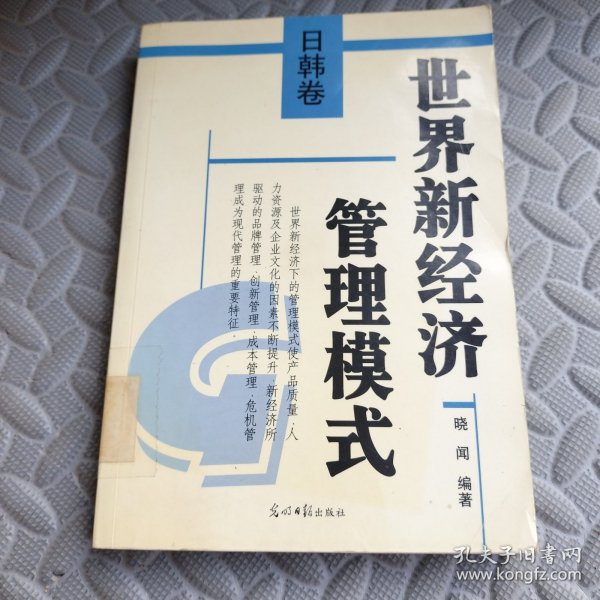 日韩卷
世界新经济
管理模式
世界新经济下的管理模式使产品质量、人
力资源及企业文化的因素不断提升，新经济所
驱动的品牌管理、创新管理、成本管理、危机管
理成为现代管理的重要特征。
晓闻 编著
光明日报出版社
孔夫子旧书网
www.kongfz.com